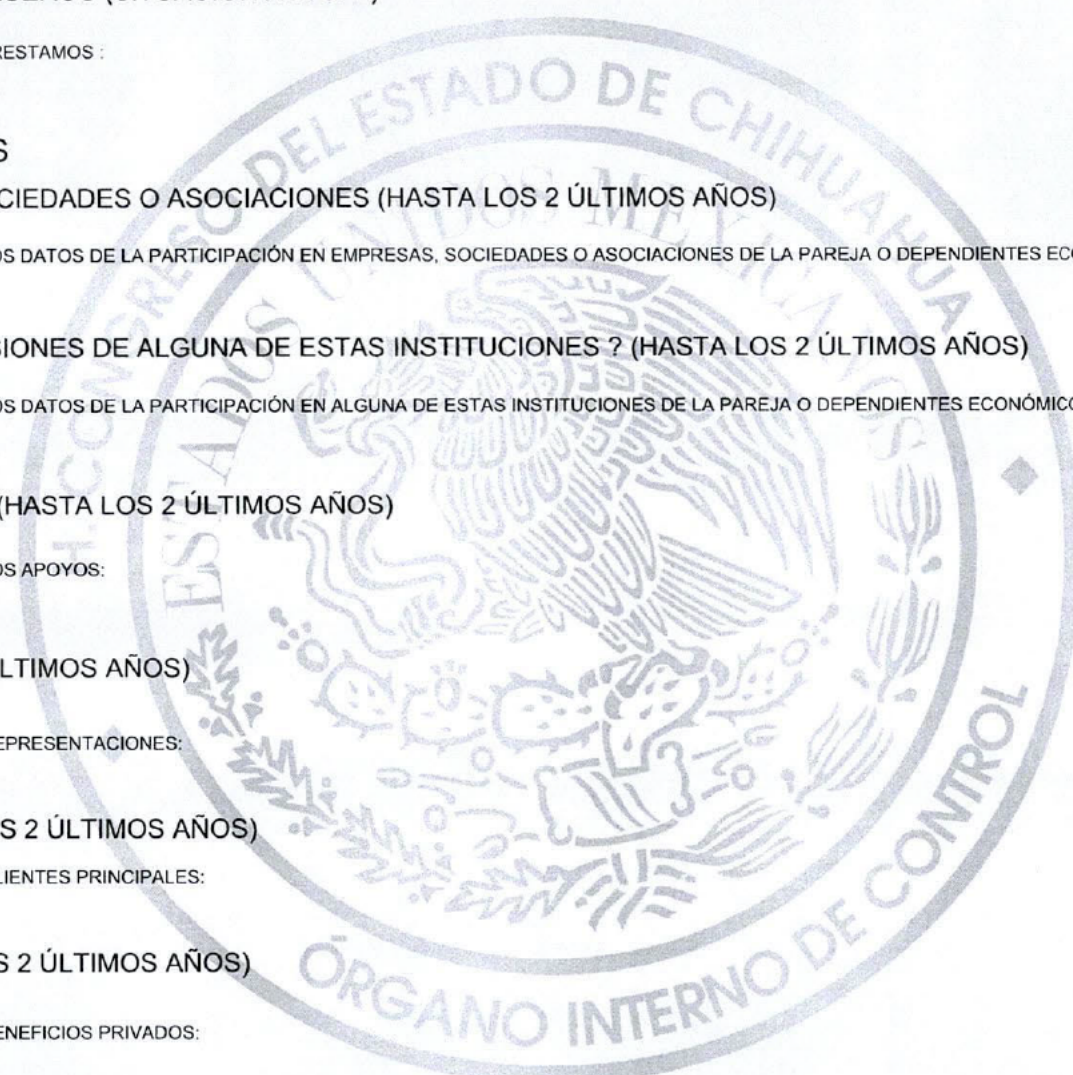 RESTAMOS :
S
CIEDADES O ASOCIACIONES (HASTA LOS 2 ÚLTIMOS AÑOS)
OS DATOS DE LA PARTICIPACIÓN EN EMPRESAS, SOCIEDADES O ASOCIACIONES DE LA PAREJA O DEPENDIENTES ECO
SIONES DE ALGUNA DE ESTAS INSTITUCIONES ? (HASTA LOS 2 ÚLTIMOS AÑOS)
OS DATOS DE LA PARTICIPACIÓN EN ALGUNA DE ESTAS INSTITUCIONES DE LA PAREJA O DEPENDIENTES ECONÓMICO
(HASTA LOS 2 ÚLTIMOS AÑOS)
OS APOYOS:
LTIMOS AÑOS)
EPRESENTACIONES:
S 2 ÚLTIMOS AÑOS)
LIENTES PRINCIPALES:
S 2 ÚLTIMOS AÑOS)
ENEFICIOS PRIVADOS:
H. CONGRESO DEL ESTADO DE CHIHUAHUA
ESTADOS UNIDOS MEXICANOS
ÓRGANO INTERNO DE CONTROL